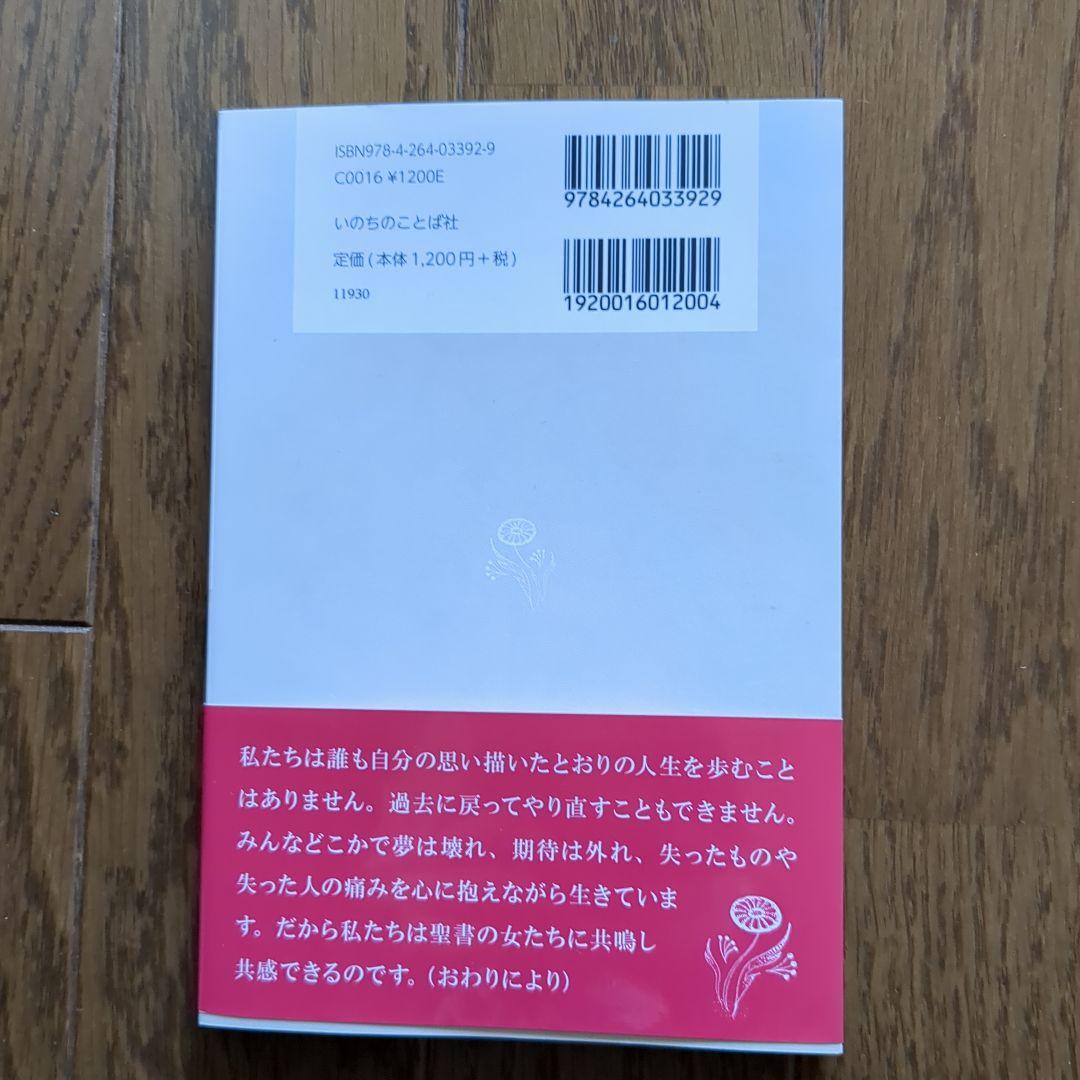 ISBN978-4-264-03392-9
C0016 ¥1200E
いのちのことば社
定価(本体1,200円+税)
11930
9784264033929
1920016012004
私たちは誰も自分の思い描いたとおりの人生を歩むこと
はありません。過去に戻ってやり直すこともできません。
みんなどこかで夢は壊れ、期待は外れ、失ったものや
失った人の痛みを心に抱えながら生きていま
す。だから私たちは聖書の女たちに共鳴し
共感できるのです。(おわりにより)